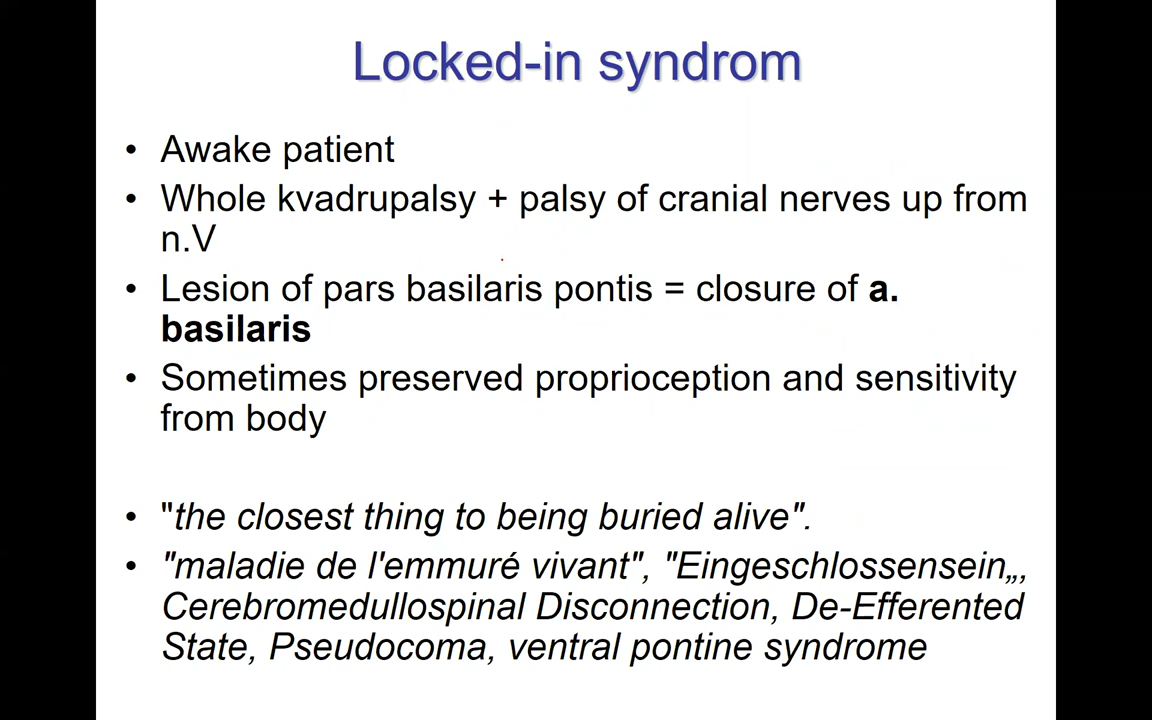 Locked-in syndrom
• Awake patient
• Whole kvadrupalsy + palsy of cranial nerves up from
n.V
• Lesion of pars basilaris pontis = closure of a.
basilaris
• Sometimes preserved proprioception and sensitivity
from body
• "the closest thing to being buried alive".
• "maladie de l'emmuré vivant", "Eingeschlossensein„,
Cerebromedullospinal Disconnection, De-Efferented
State, Pseudocoma, ventral pontine syndrome